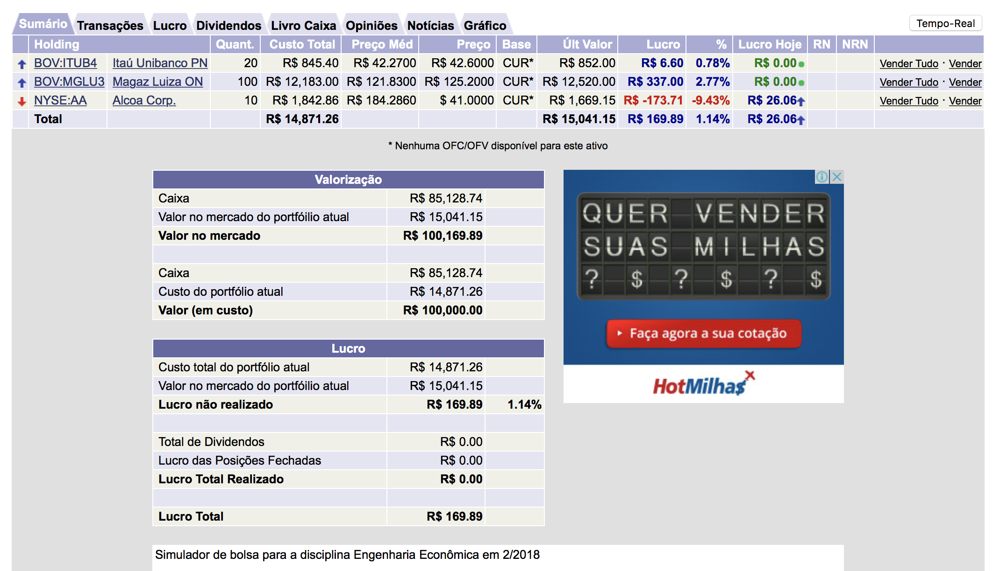 Sumário Transações Lucro Dividendos Livro Caixa Opiniões Notícias Gráfico Tempo-Real
Holding Quant. Custo Total Preço Méd Preço Base Últ Valor Lucro % Lucro Hoje RN NRN
BOV:ITUB4 Itaú Unibanco PN 20 R$ 845.40 R$ 42.2700 R$ 42.6000 CUR* R$ 852.00 R$ 6.60 0.78% R$ 0.00 Vender Tudo · Vender
BOV:MGLU3 Magaz Luiza ON 100 R$ 12,183.00 R$ 121.8300 R$ 125.2000 CUR* R$ 12,520.00 R$ 337.00 2.77% R$ 0.00 Vender Tudo · Vender
NYSE:AA Alcoa Corp. 10 R$ 1,842.86 R$ 184.2860 $ 41.0000 CUR* R$ 1,669.15 R$ -173.71 -9.43% R$ 26.06 Vender Tudo · Vender
Total R$ 14,871.26 R$ 15,041.15 R$ 169.89 1.14% R$ 26.06
* Nenhuma OFC/OFV disponível para este ativo
Valorização
Caixa R$ 85,128.74
Valor no mercado do portfóilio atual R$ 15,041.15
Valor no mercado R$ 100,169.89
Caixa R$ 85,128.74
Custo do portfólio atual R$ 14,871.26
Valor (em custo) R$ 100,000.00
Lucro
Custo total do portfólio atual R$ 14,871.26
Valor no mercado do portfóilio atual R$ 15,041.15
Lucro não realizado R$ 169.89 1.14%
Total de Dividendos R$ 0.00
Lucro das Posições Fechadas R$ 0.00
Lucro Total Realizado R$ 0.00
Lucro Total R$ 169.89
QUER VENDER
SUAS MILHAS
? $ ? $ ? $
Faça agora a sua cotação
HotMilhas
Simulador de bolsa para a disciplina Engenharia Econômica em 2/2018